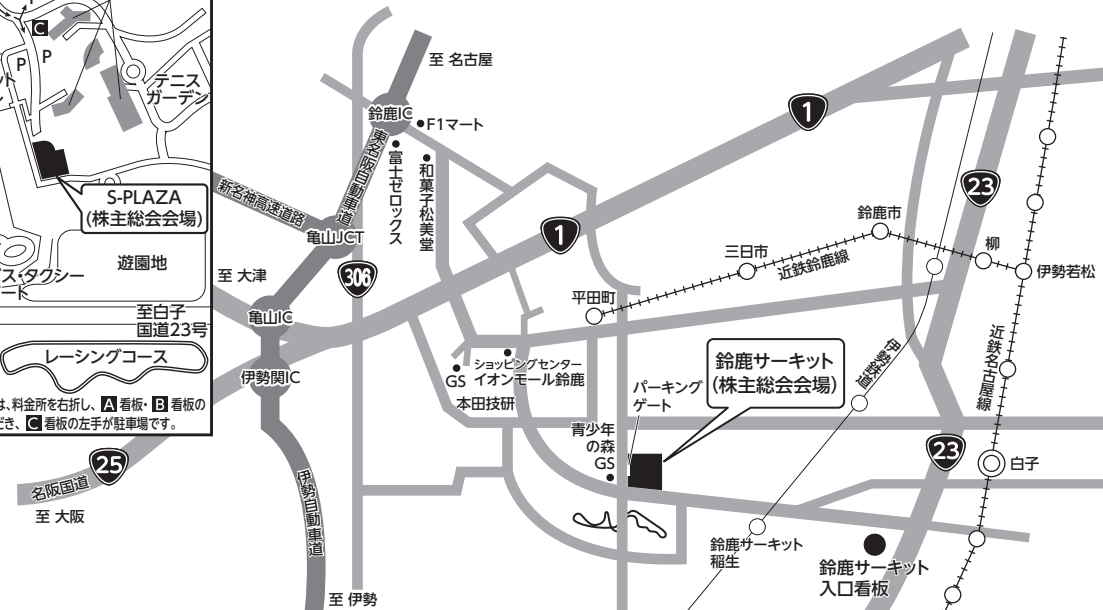 C
P
P
テニス
ガーデン
S-PLAZA
(株主総会会場)
遊園地
ス・タクシー
至白子
国道23号
レーシングコース
は、料金所を右折し、A看板・B看板の
だき、C看板の左手が駐車場です。
至 名古屋
鈴鹿IC
F1マート
東名阪自動車道
富士ゼロックス
和菓子松美堂
新名神高速道路
亀山JCT
306
至 大津
亀山IC
伊勢関IC
25
名阪国道
至 大阪
伊勢自動車道
至 伊勢
1
1
23
鈴鹿市
三日市
近鉄鈴鹿線
柳
伊勢若松
平田町
近鉄名古屋線
伊勢鉄道
GS
ショッピングセンター
イオンモール鈴鹿
本田技研
パーキング
ゲート
鈴鹿サーキット
(株主総会会場)
青少年
の森
GS
23
白子
鈴鹿サーキット
稲生
鈴鹿サーキット
入口看板